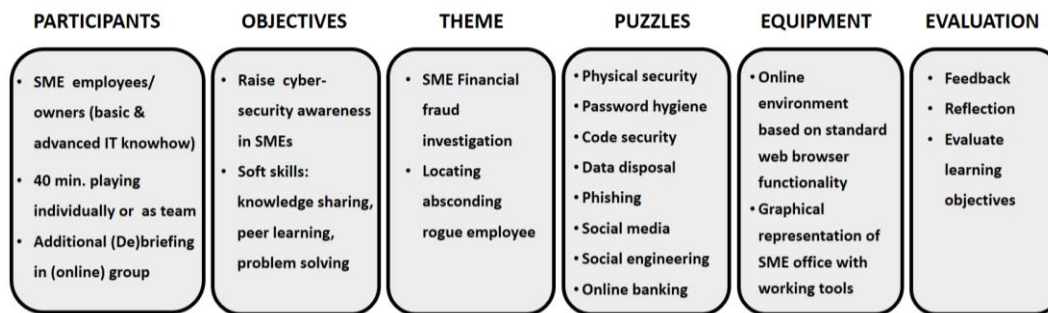 PARTICIPANTS
• SME employees/
owners (basic &
advanced IT knowhow)
• 40 min. playing
individually or as team
• Additional (De)briefing
in (online) group
OBJECTIVES
• Raise cyber-
security awareness
in SMEs
• Soft skills:
knowledge sharing,
peer learning,
problem solving
THEME
• SME Financial
fraud
investigation
• Locating
absconding
rogue employee
PUZZLES
• Physical security
• Password hygiene
• Code security
• Data disposal
• Phishing
• Social media
• Social engineering
• Online banking
EQUIPMENT
• Online
environment
based on standard
web browser
functionality
• Graphical
representation of
SME office with
working tools
EVALUATION
• Feedback
• Reflection
• Evaluate
learning
objectives